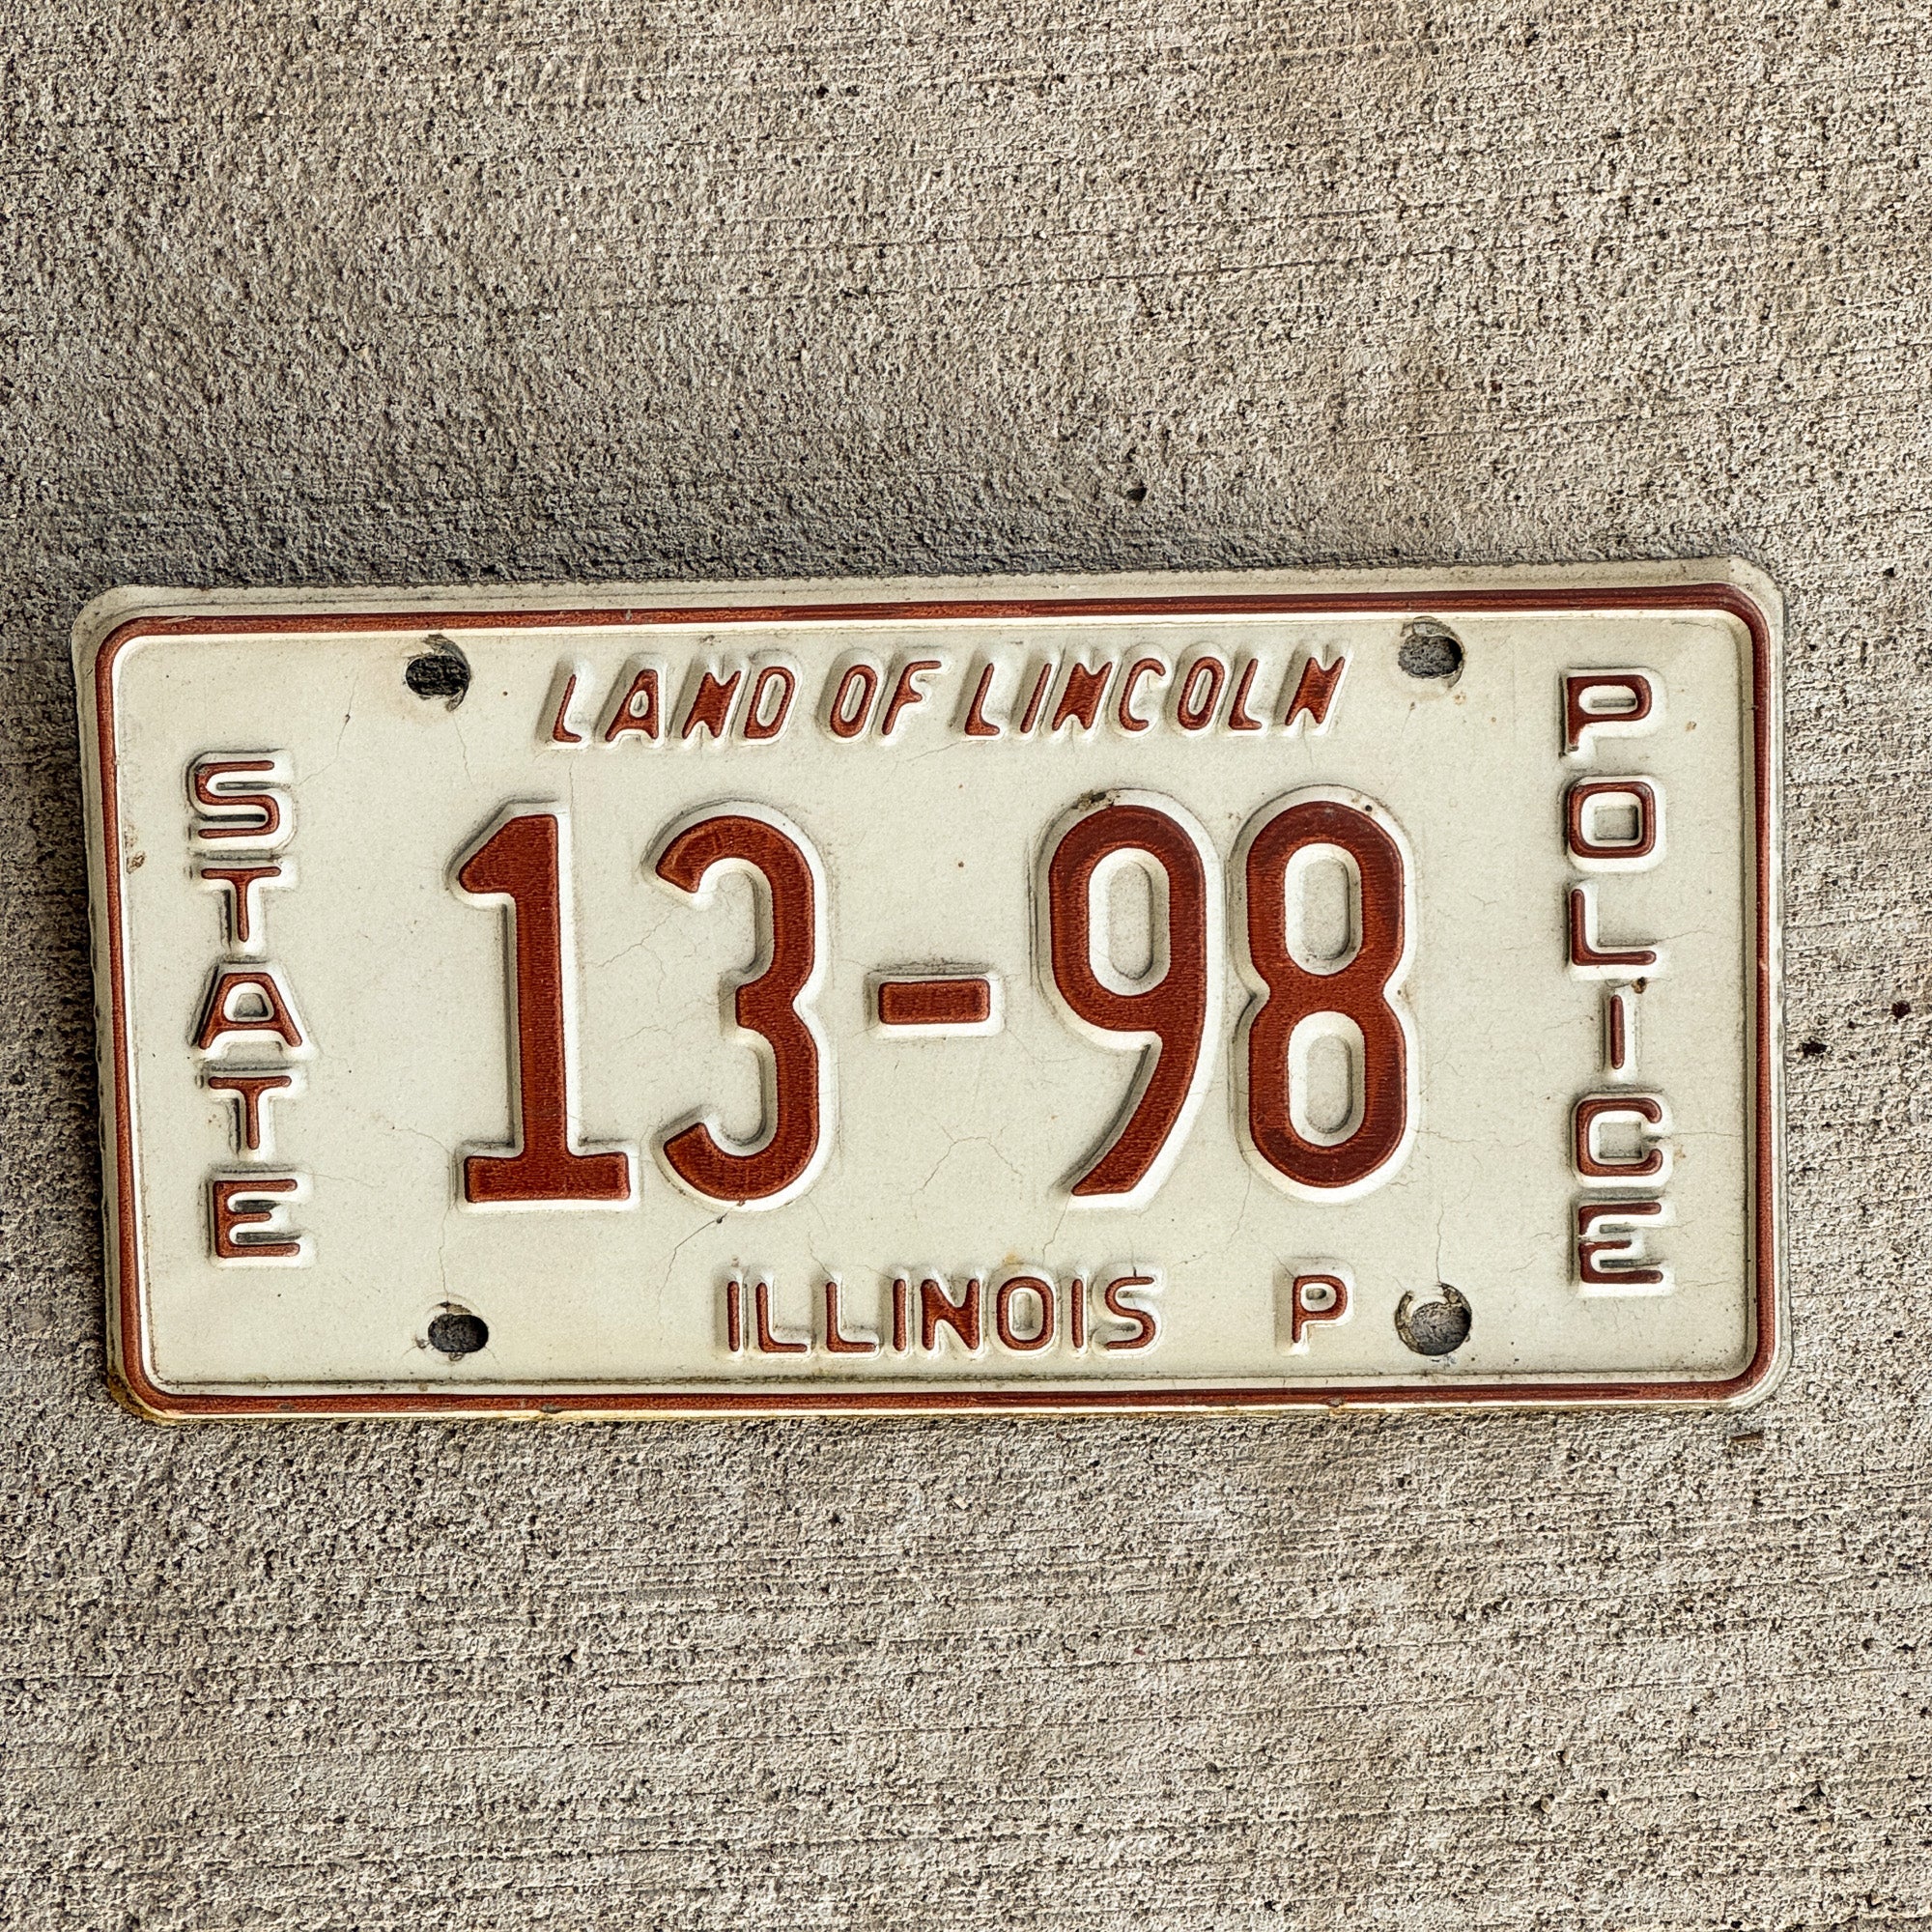 LAND OF LINCOLN
STATE
13-98
POLICE
ILLINOIS P